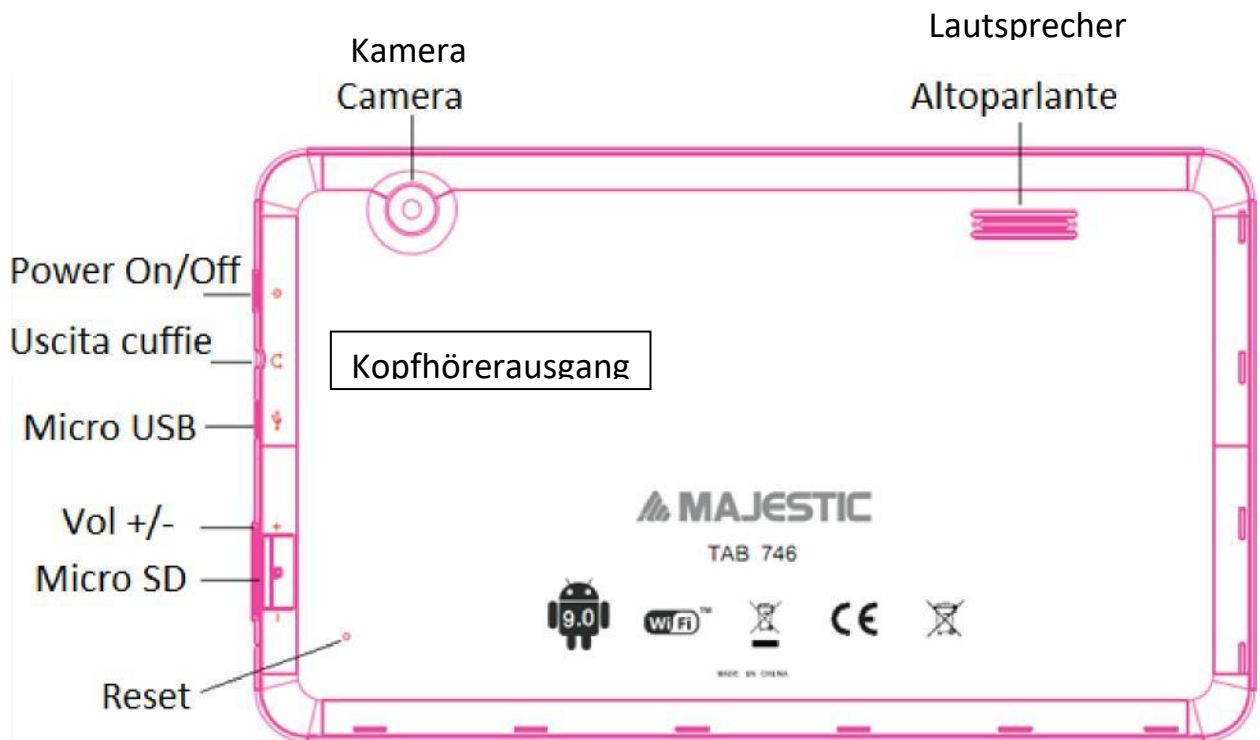 Kamera
Lautsprecher
Camera
Altoparlante
Power On/Off
Uscita cuffie
Kopfhörerausgang
Micro USB
Vol +/-
MAJESTIC
TAB 746
Micro SD
9.0
WiFi™
CE
Reset
MADE IN CHINA